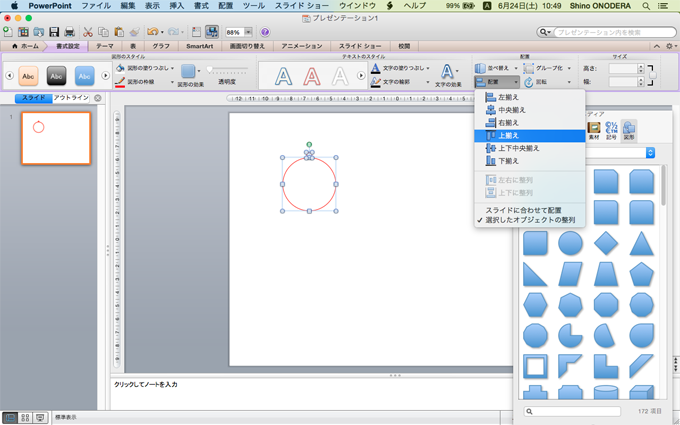 PowerPoint ファイル 編集 表示 挿入 書式 配置 ツール スライド ショー ウインドウ ヘルプ 99% A 6月24日(土) 10:49 Shino ONODERA
プレゼンテーション1
88%
プレゼンテーション内を検索
ホーム 書式設定 テーマ 表 グラフ SmartArt 画面切り替え アニメーション スライド ショー 校閲
図形のスタイル テキストのスタイル 配置 サイズ
Abc Abc Abc
図形の塗りつぶし
図形の枠線
図形の効果
透明度
A A A
文字の塗りつぶし
文字の輪郭
文字の効果
並べ替え グループ化
配置 回転
高さ:
幅:
スライド アウトライン
1
左揃え
中央揃え
右揃え
上揃え
上下中央揃え
下揃え
左右に整列
上下に整列
スライドに合わせて配置
✓ 選択したオブジェクトの整列
ディア
素材 記号 図形
クリックしてノートを入力
172 項目
標準表示